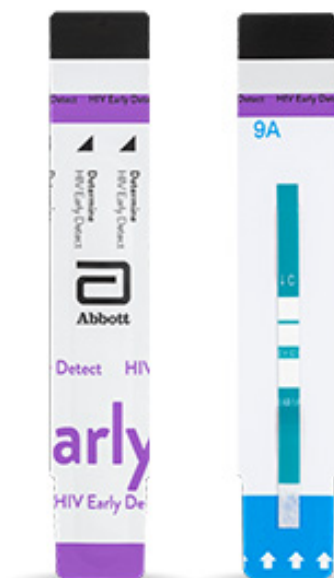 Detect HIV Early Dete
Determine
HIV Early Detect
Determine
HIV Early Detect
Abbott
Detect HIV
arly
HIV Early De
Detect HIV Early Dete
9A
↓C